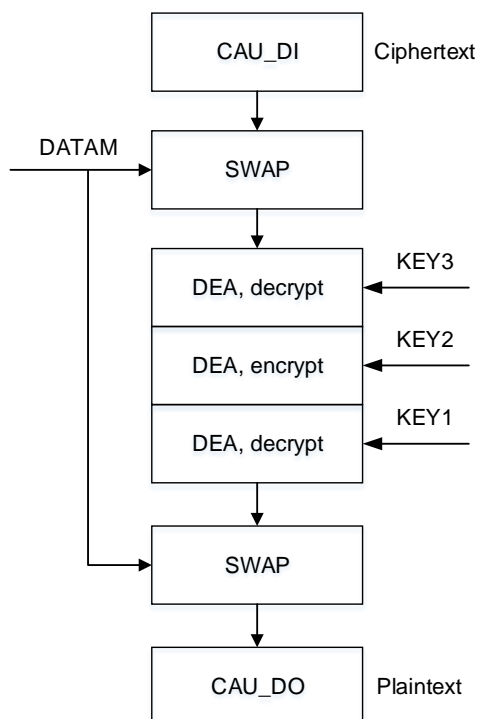 CAU_DI
Ciphertext
DATAM
SWAP
KEY3
DEA, decrypt
KEY2
DEA, encrypt
KEY1
DEA, decrypt
SWAP
CAU_DO
Plaintext